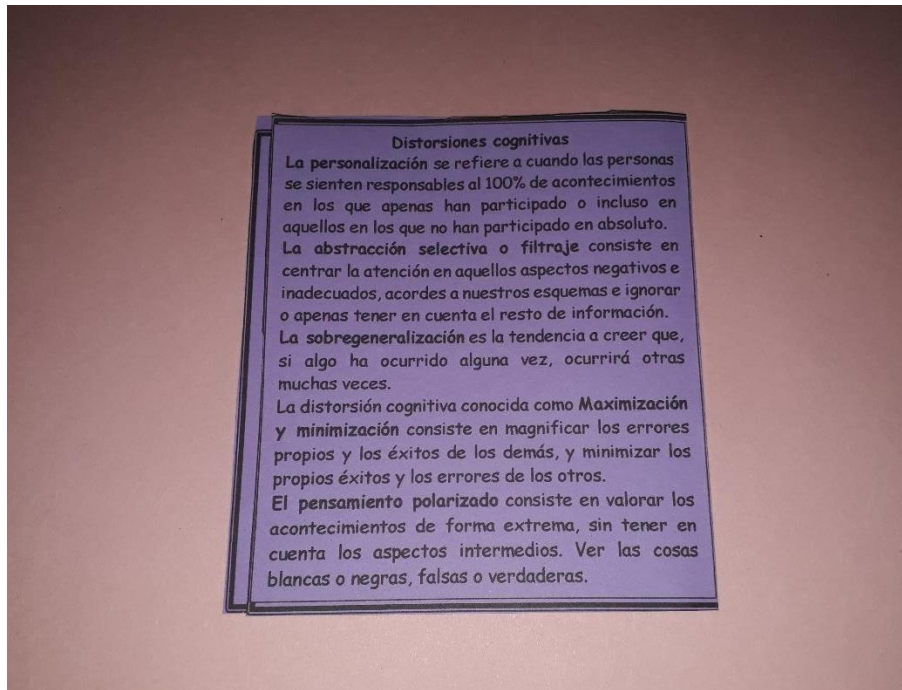 Distorsiones cognitivas
La personalización se refiere a cuando las personas
se sienten responsables al 100% de acontecimientos
en los que apenas han participado o incluso en
aquellos en los que no han participado en absoluto.
La abstracción selectiva o filtraje consiste en
centrar la atención en aquellos aspectos negativos e
inadecuados, acordes a nuestros esquemas e ignorar
o apenas tener en cuenta el resto de información.
La sobregeneralización es la tendencia a creer que,
si algo ha ocurrido alguna vez, ocurrirá otras
muchas veces.
La distorsión cognitiva conocida como Maximización
y minimización consiste en magnificar los errores
propios y los éxitos de los demás, y minimizar los
propios éxitos y los errores de los otros.
El pensamiento polarizado consiste en valorar los
acontecimientos de forma extrema, sin tener en
cuenta los aspectos intermedios. Ver las cosas
blancas o negras, falsas o verdaderas.